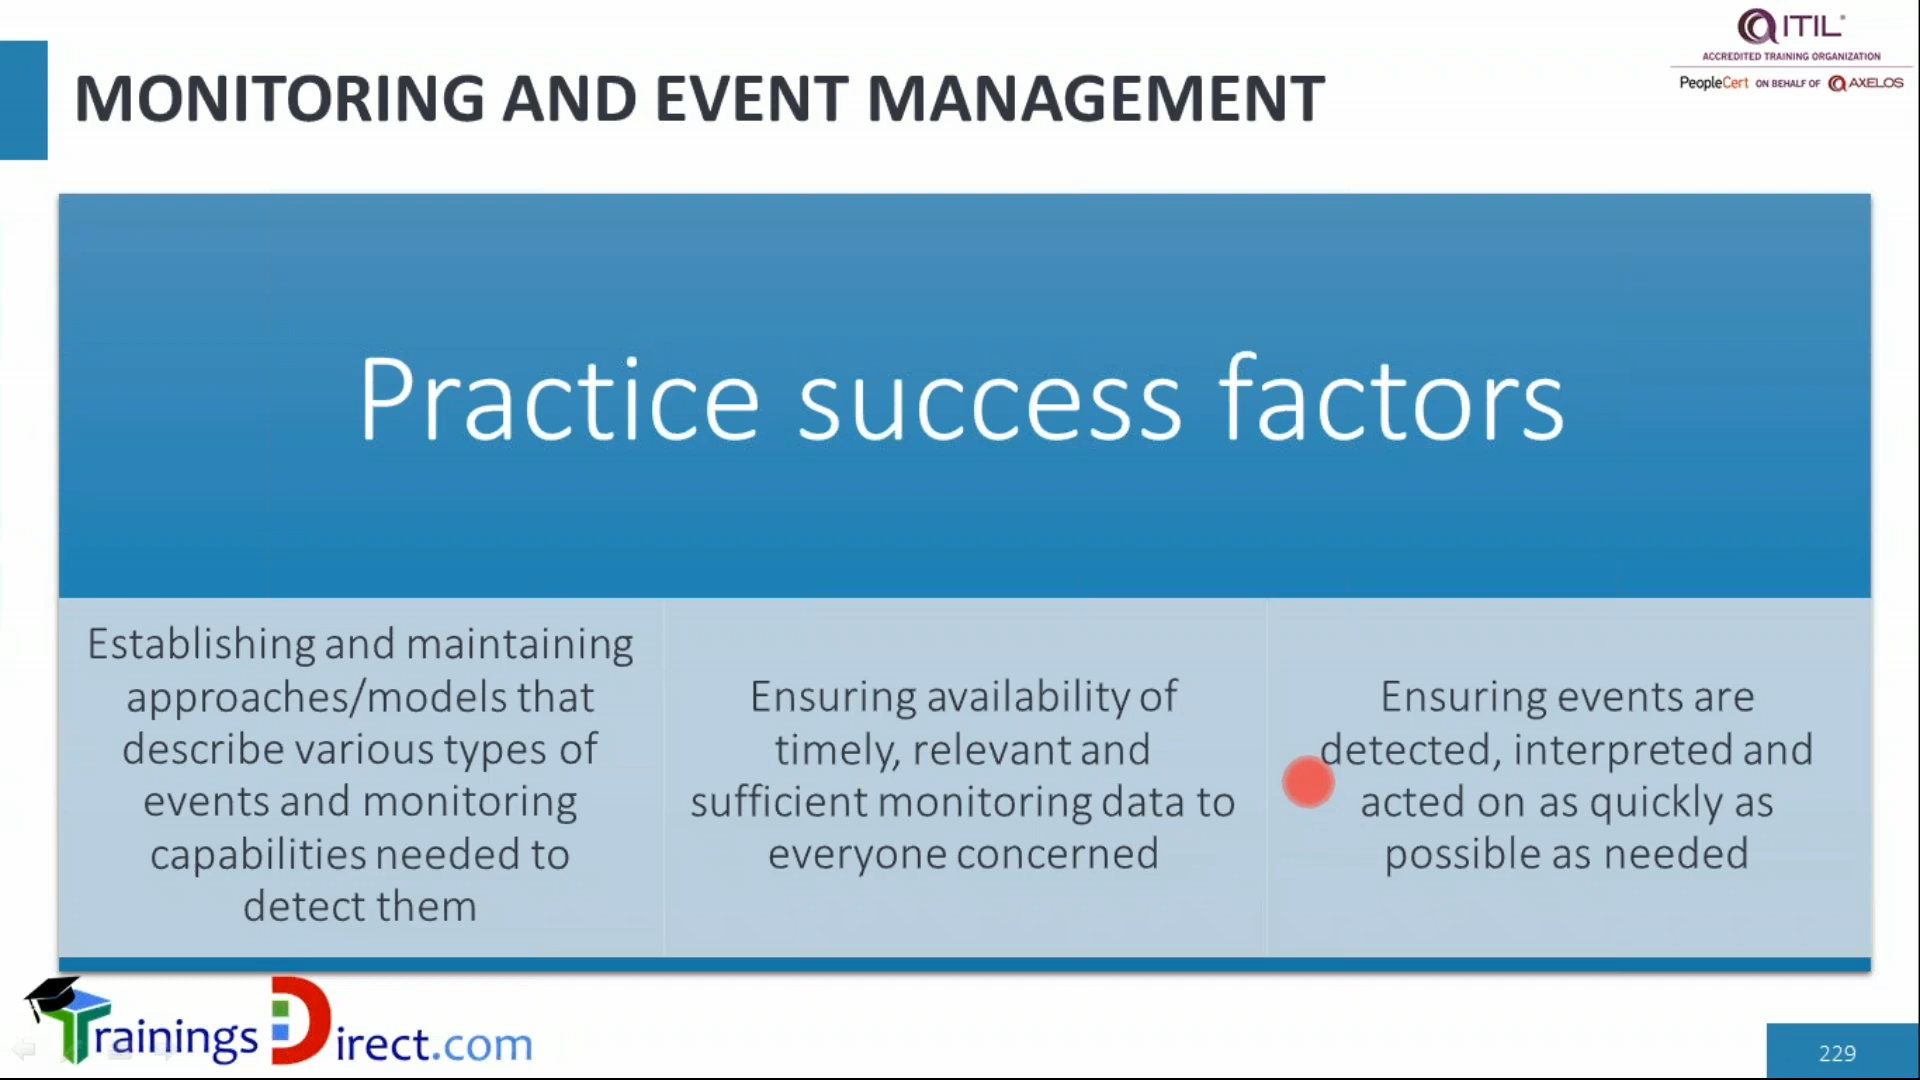 MONITORING AND EVENT MANAGEMENT
ITIL®
ACCREDITED TRAINING ORGANIZATION
PeopleCert ON BEHALF OF AXELOS
Practice success factors
Establishing and maintaining
approaches/models that
describe various types of
events and monitoring
capabilities needed to
detect them
Ensuring availability of
timely, relevant and
sufficient monitoring data to
everyone concerned
Ensuring events are
detected, interpreted and
acted on as quickly as
possible as needed
TrainingsDirect.com
229